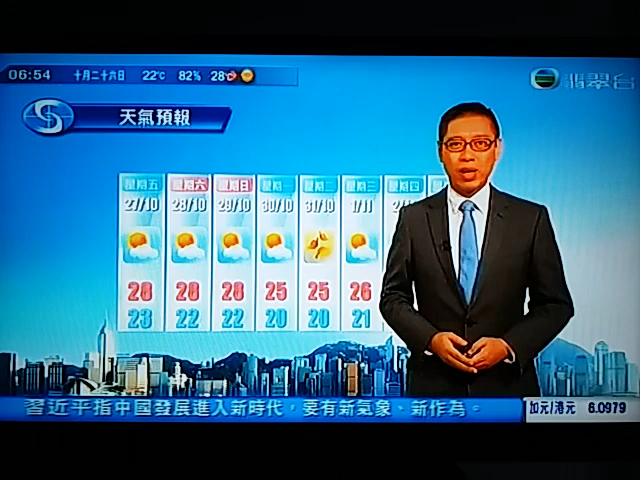 06:54 十月二十六日 22°C 82% 28°C
翡翠台
天氣預報
星期五 星期六 星期日 星期一 星期二 星期三 星期四
27/10 28/10 29/10 30/10 31/10 1/11 2/1
28 28 28 25 25 26
23 22 22 20 20 21
習近平指中國發展進入新時代，要有新氣象、新作為。
加元/港元 6.0979